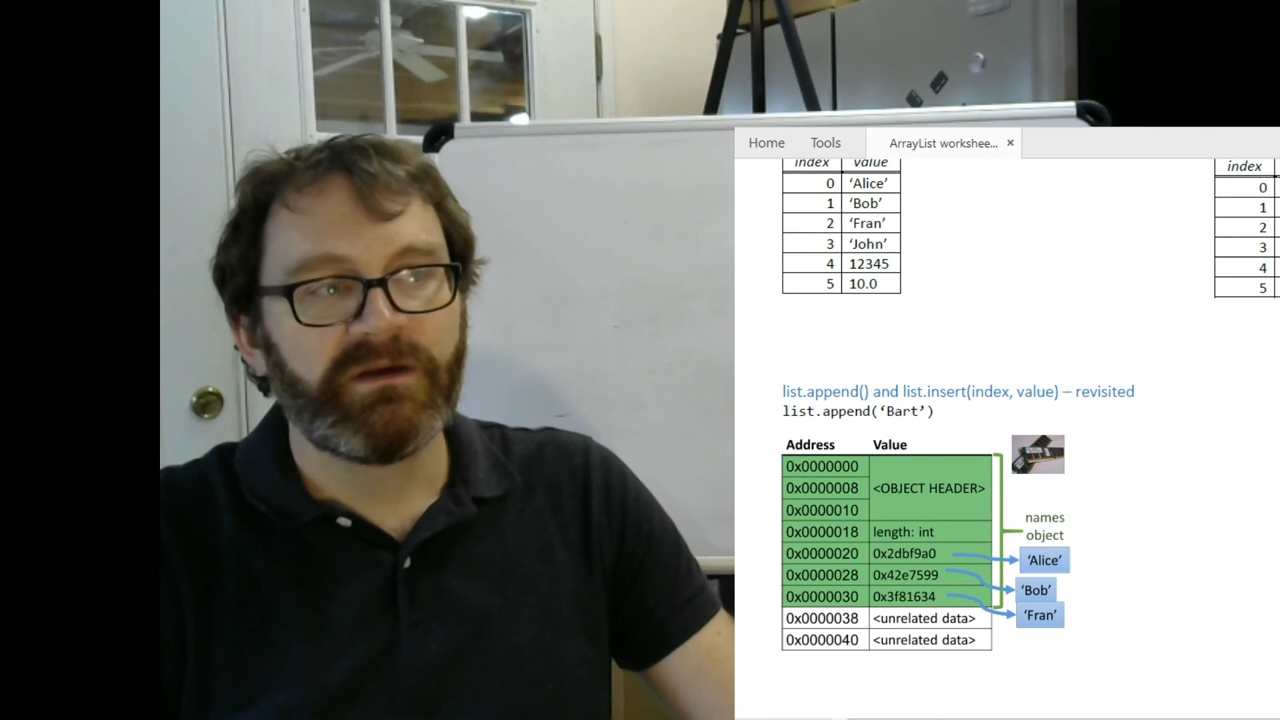 Home Tools ArrayList workshee... ×
index value
0 ‘Alice’
1 ‘Bob’
2 ‘Fran’
3 ‘John’
4 12345
5 10.0
index
0
1
2
3
4
5
list.append() and list.insert(index, value) – revisited
list.append(‘Bart’)
Address Value
0x0000000
0x0000008 <OBJECT HEADER>
0x0000010
0x0000018 length: int
0x0000020 0x2dbf9a0
0x0000028 0x42e7599
0x0000030 0x3f81634
0x0000038 <unrelated data>
0x0000040 <unrelated data>
names
object
‘Alice’
‘Bob’
‘Fran’